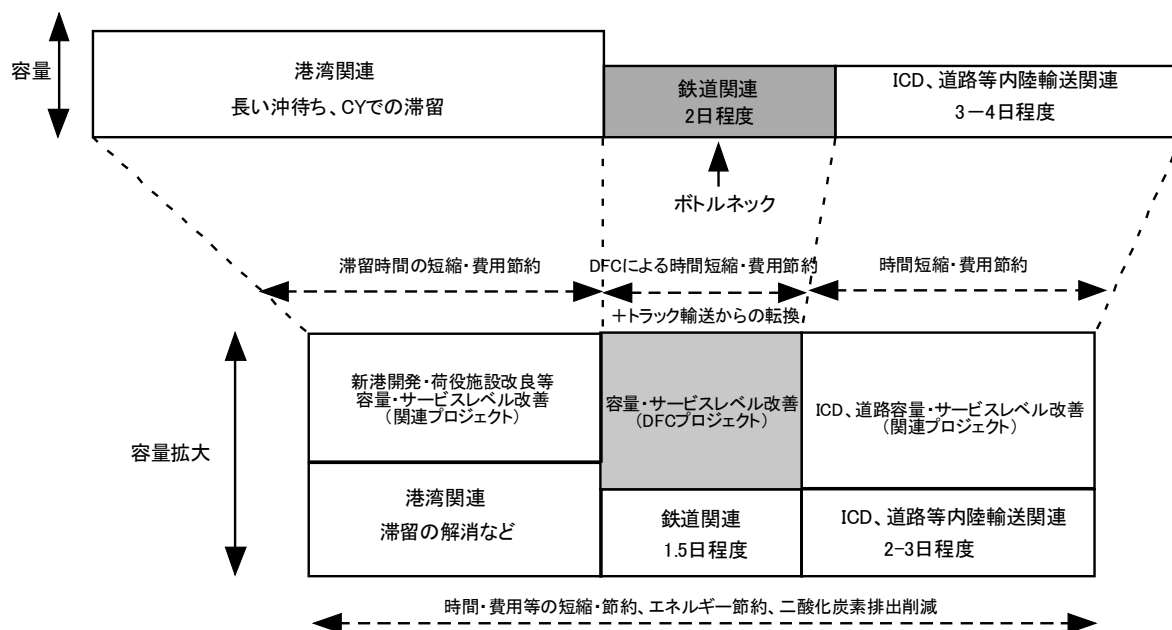 容量
港湾関連
長い沖待ち、CYでの滞留
鉄道関連
2日程度
ICD、道路等内陸輸送関連
3－4日程度
ボトルネック
滞留時間の短縮・費用節約
DFCによる時間短縮・費用節約
＋トラック輸送からの転換
時間短縮・費用節約
容量拡大
新港開発・荷役施設改良等
容量・サービスレベル改善
（関連プロジェクト）
容量・サービスレベル改善
（DFCプロジェクト）
ICD、道路容量・サービスレベル改善
（関連プロジェクト）
港湾関連
滞留の解消など
鉄道関連
1.5日程度
ICD、道路等内陸輸送関連
2-3日程度
時間・費用等の短縮・節約、エネルギー節約、二酸化炭素排出削減